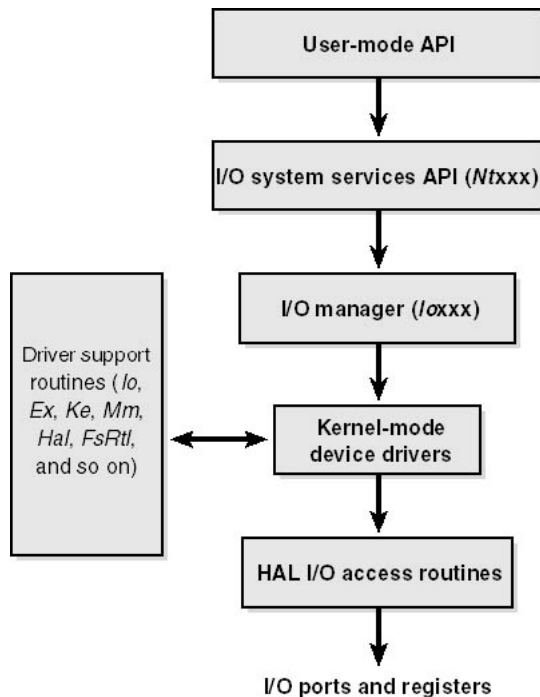 User-mode API
I/O system services API (Ntxxx)
I/O manager (Ioxxx)
Driver support
routines (Io,
Ex, Ke, Mm,
Hal, FsRtl,
and so on)
Kernel-mode
device drivers
HAL I/O access routines
I/O ports and registers